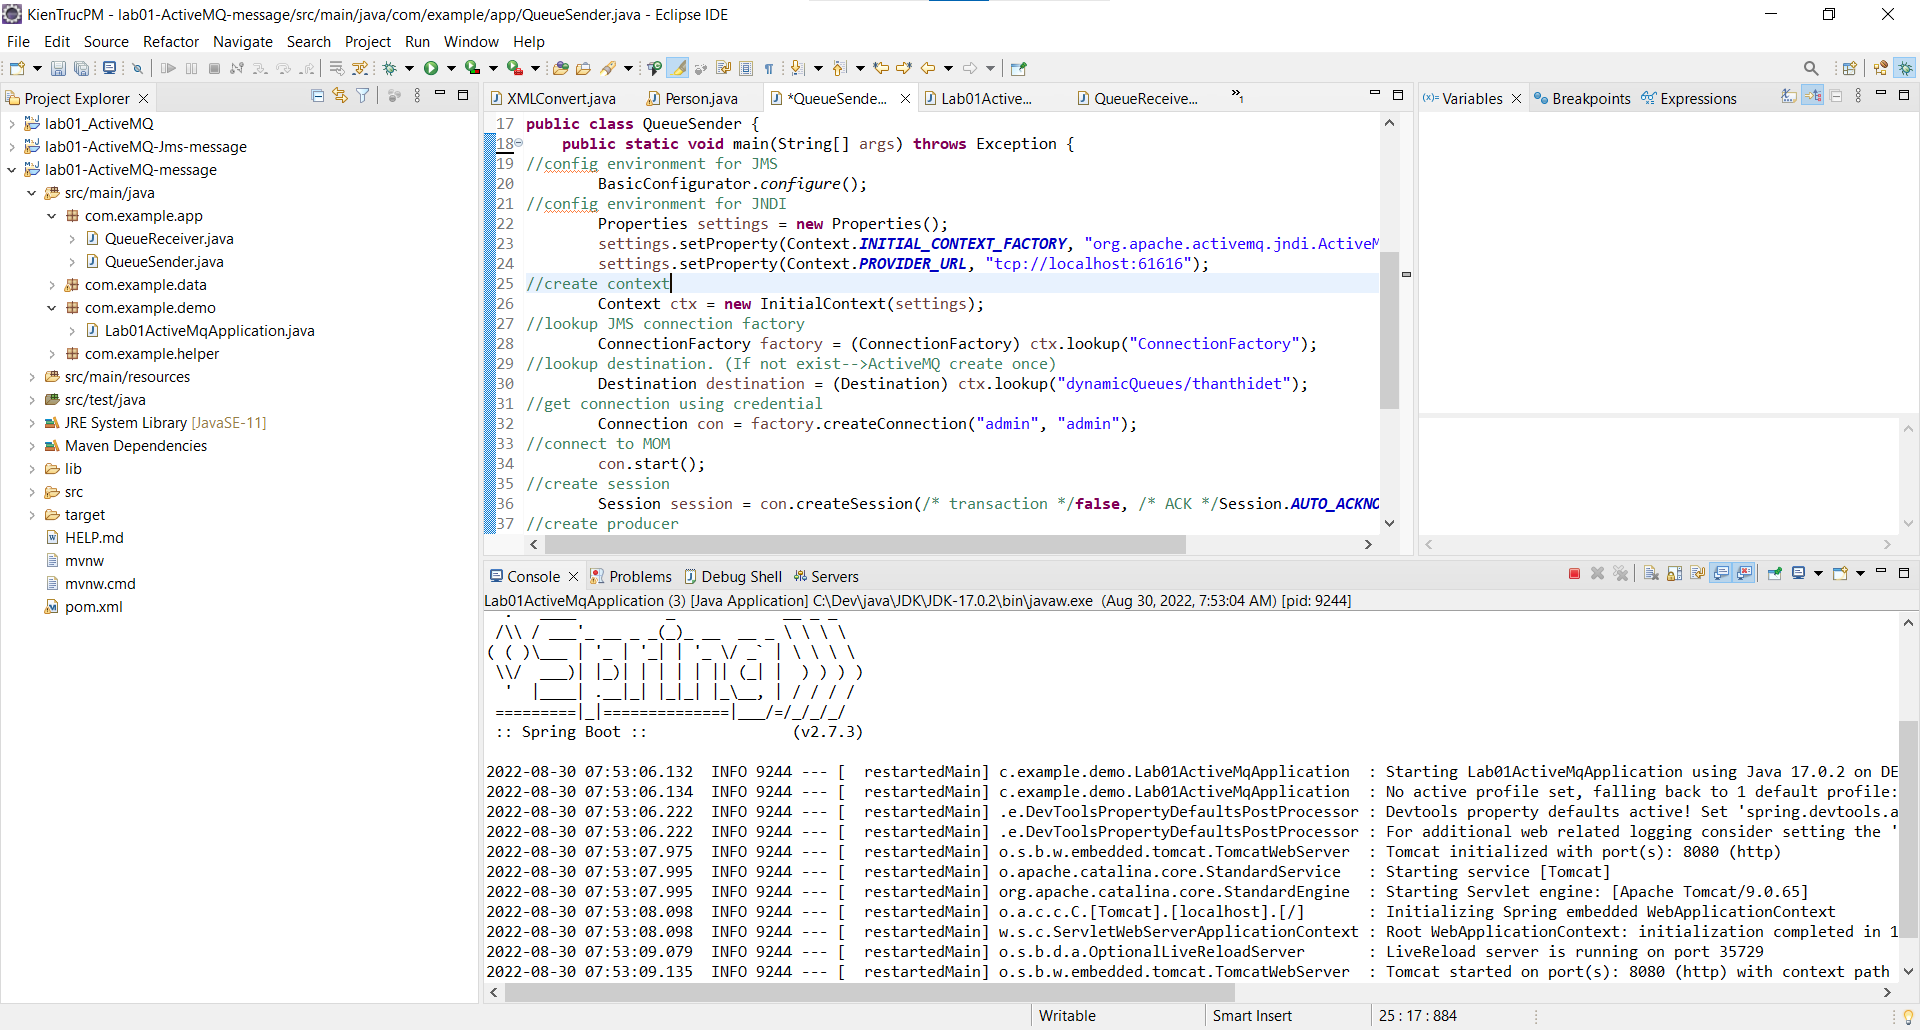 KienTrucPM - lab01-ActiveMQ-message/src/main/java/com/example/app/QueueSender.java - Eclipse IDE
File Edit Source Refactor Navigate Search Project Run Window Help
Project Explorer
lab01_ActiveMQ
lab01-ActiveMQ-Jms-message
lab01-ActiveMQ-message
src/main/java
com.example.app
QueueReceiver.java
QueueSender.java
com.example.data
com.example.demo
Lab01ActiveMqApplication.java
com.example.helper
src/main/resources
src/test/java
JRE System Library [JavaSE-11]
Maven Dependencies
lib
src
target
HELP.md
mvnw
mvnw.cmd
pom.xml
XMLConvert.java Person.java *QueueSende... Lab01Active... QueueReceive... »1
17 public class QueueSender {
18 public static void main(String[] args) throws Exception {
19 //config environment for JMS
20 BasicConfigurator.configure();
21 //config environment for JNDI
22 Properties settings = new Properties();
23 settings.setProperty(Context.INITIAL_CONTEXT_FACTORY, "org.apache.activemq.jndi.ActiveM
24 settings.setProperty(Context.PROVIDER_URL, "tcp://localhost:61616");
25 //create context
26 Context ctx = new InitialContext(settings);
27 //lookup JMS connection factory
28 ConnectionFactory factory = (ConnectionFactory) ctx.lookup("ConnectionFactory");
29 //lookup destination. (If not exist-->ActiveMQ create once)
30 Destination destination = (Destination) ctx.lookup("dynamicQueues/thanthidet");
31 //get connection using credential
32 Connection con = factory.createConnection("admin", "admin");
33 //connect to MOM
34 con.start();
35 //create session
36 Session session = con.createSession(/* transaction */false, /* ACK */Session.AUTO_ACKNO
37 //create producer
(x)= Variables Breakpoints Expressions
Console Problems Debug Shell Servers
Lab01ActiveMqApplication (3) [Java Application] C:\Dev\java\JDK\JDK-17.0.2\bin\javaw.exe (Aug 30, 2022, 7:53:04 AM) [pid: 9244]
:: Spring Boot :: (v2.7.3)
2022-08-30 07:53:06.132 INFO 9244 --- [ restartedMain] c.example.demo.Lab01ActiveMqApplication : Starting Lab01ActiveMqApplication using Java 17.0.2 on DE
2022-08-30 07:53:06.134 INFO 9244 --- [ restartedMain] c.example.demo.Lab01ActiveMqApplication : No active profile set, falling back to 1 default profile:
2022-08-30 07:53:06.222 INFO 9244 --- [ restartedMain] .e.DevToolsPropertyDefaultsPostProcessor : Devtools property defaults active! Set 'spring.devtools.a
2022-08-30 07:53:06.222 INFO 9244 --- [ restartedMain] .e.DevToolsPropertyDefaultsPostProcessor : For additional web related logging consider setting the '
2022-08-30 07:53:07.975 INFO 9244 --- [ restartedMain] o.s.b.w.embedded.tomcat.TomcatWebServer : Tomcat initialized with port(s): 8080 (http)
2022-08-30 07:53:07.995 INFO 9244 --- [ restartedMain] o.apache.catalina.core.StandardService : Starting service [Tomcat]
2022-08-30 07:53:07.995 INFO 9244 --- [ restartedMain] org.apache.catalina.core.StandardEngine : Starting Servlet engine: [Apache Tomcat/9.0.65]
2022-08-30 07:53:08.098 INFO 9244 --- [ restartedMain] o.a.c.c.C.[Tomcat].[localhost].[/] : Initializing Spring embedded WebApplicationContext
2022-08-30 07:53:08.098 INFO 9244 --- [ restartedMain] w.s.c.ServletWebServerApplicationContext : Root WebApplicationContext: initialization completed in 1
2022-08-30 07:53:09.079 INFO 9244 --- [ restartedMain] o.s.b.d.a.OptionalLiveReloadServer : LiveReload server is running on port 35729
2022-08-30 07:53:09.135 INFO 9244 --- [ restartedMain] o.s.b.w.embedded.tomcat.TomcatWebServer : Tomcat started on port(s): 8080 (http) with context path
Writable Smart Insert 25 : 17 : 884